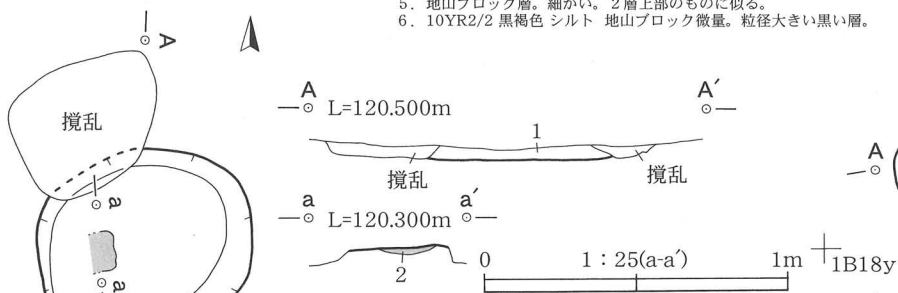 5. 地山ブロック層。細かい。2層上部のものに似る。
6. 10YR2/2 黒褐色 シルト 地山ブロック微量。粒径大きい黒い層。
A
撹乱
a
a
A L=120.500m A′
1
撹乱 撹乱
a L=120.300m a′
2
0 1：25(a-a′) 1m
1B18y
A